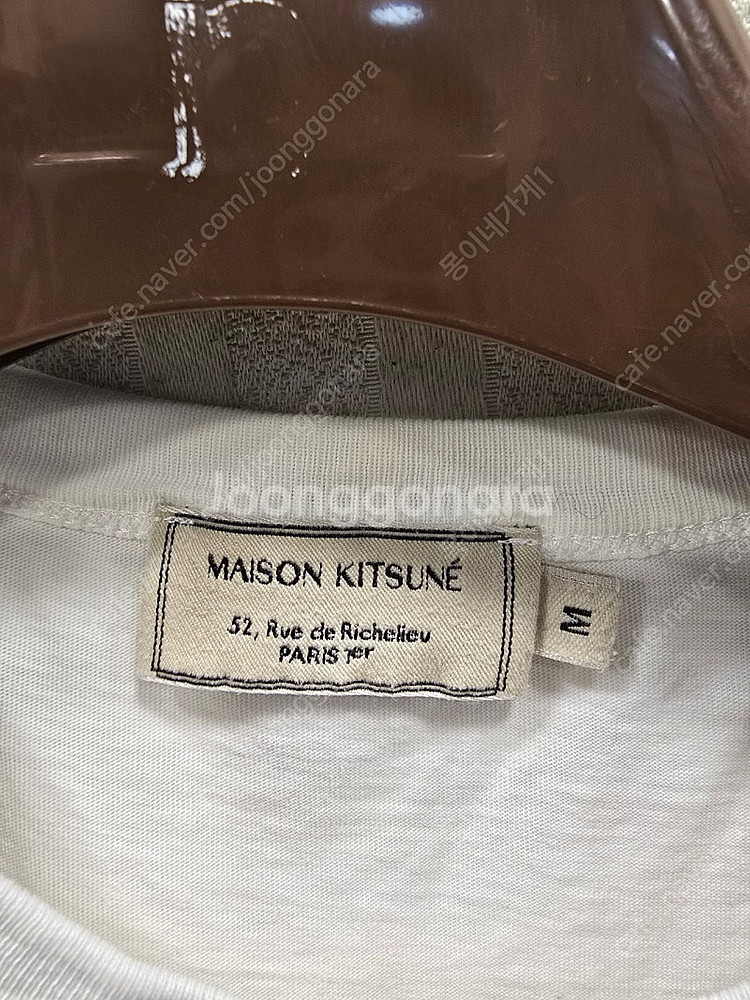 cafe.naver.com/joonggonara
몽이네가게1
cafe.naver.com
Joonggonara
MAISON KITSUNÉ
52, Rue de Richelieu
PARIS 1er
M